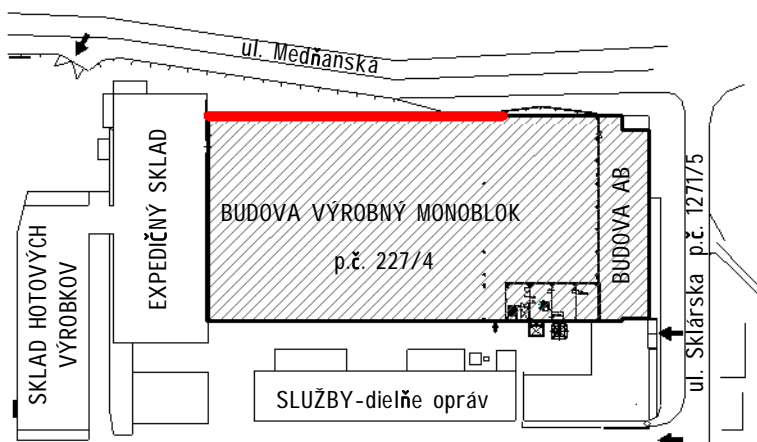 ul. Medňanská
EXPEDIČNÝ SKLAD
BUDOVA VÝROBNÝ MONOBLOK
p.č. 227/4
BUDOVA AB
ul. Sklárska p.č. 1271/5
SKLAD HOTOVÝCH
VÝROBKOV
SLUŽBY-dielňe opráv